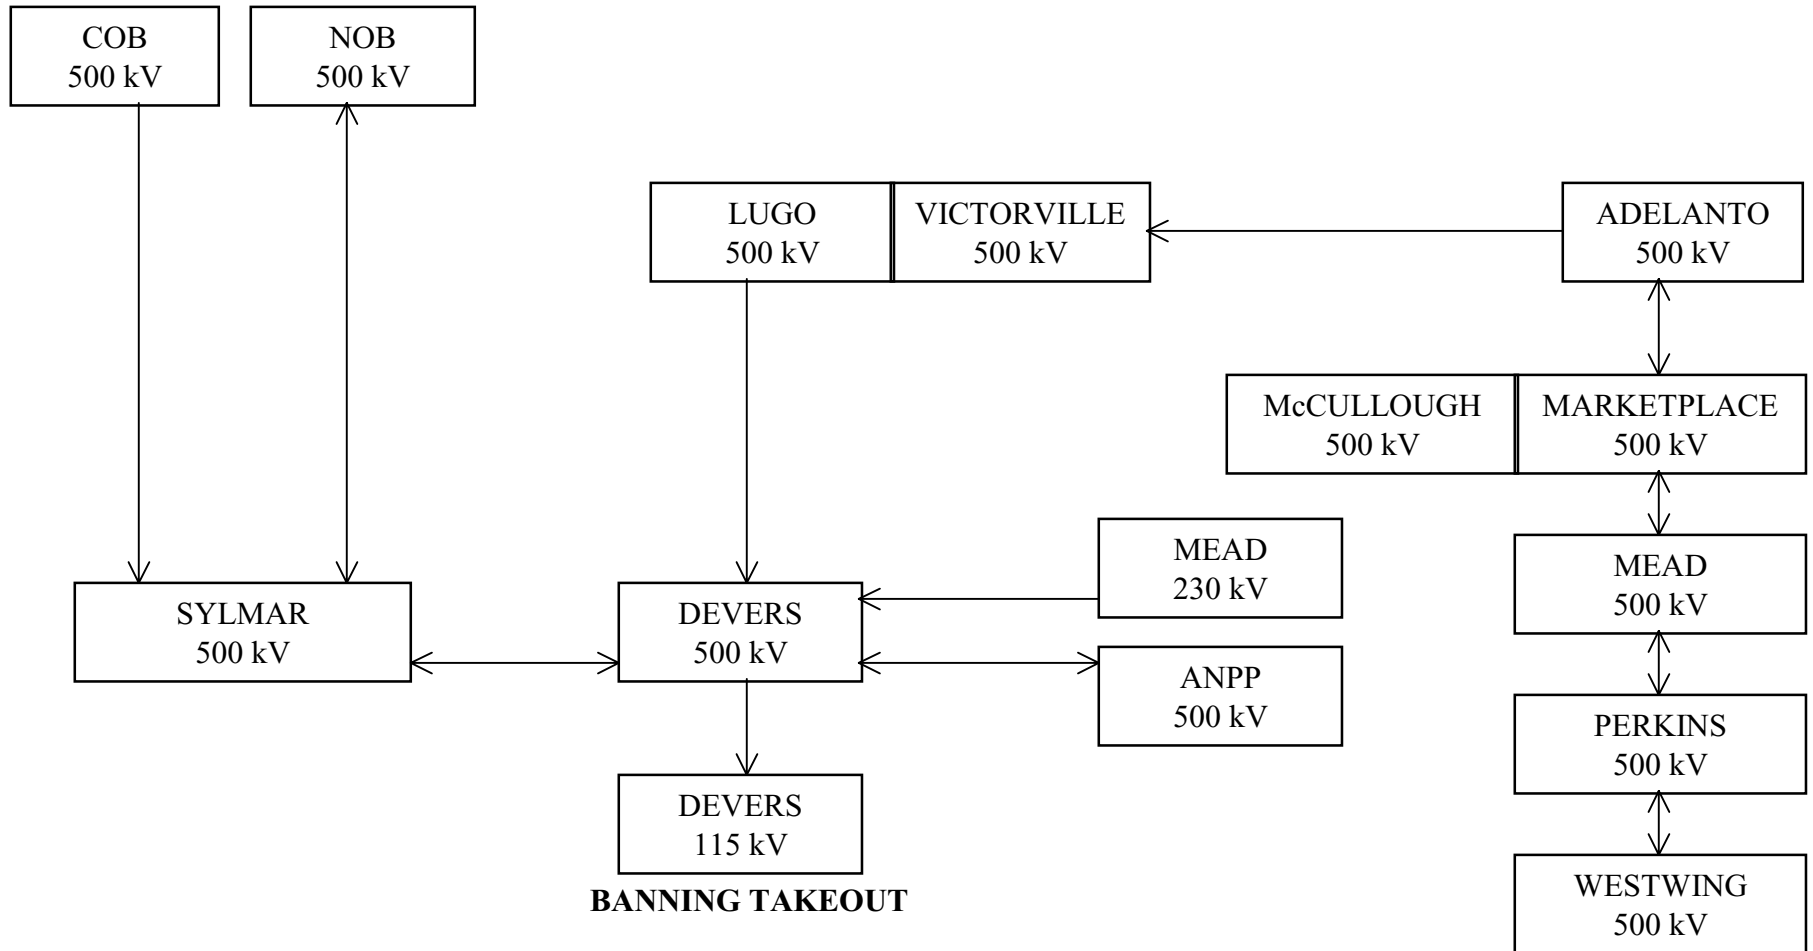 COB
500 kV
NOB
500 kV
LUGO
500 kV
VICTORVILLE
500 kV
ADELANTO
500 kV
McCULLOUGH
500 kV
MARKETPLACE
500 kV
MEAD
230 kV
MEAD
500 kV
SYLMAR
500 kV
DEVERS
500 kV
ANPP
500 kV
PERKINS
500 kV
DEVERS
115 kV
BANNING TAKEOUT
WESTWING
500 kV